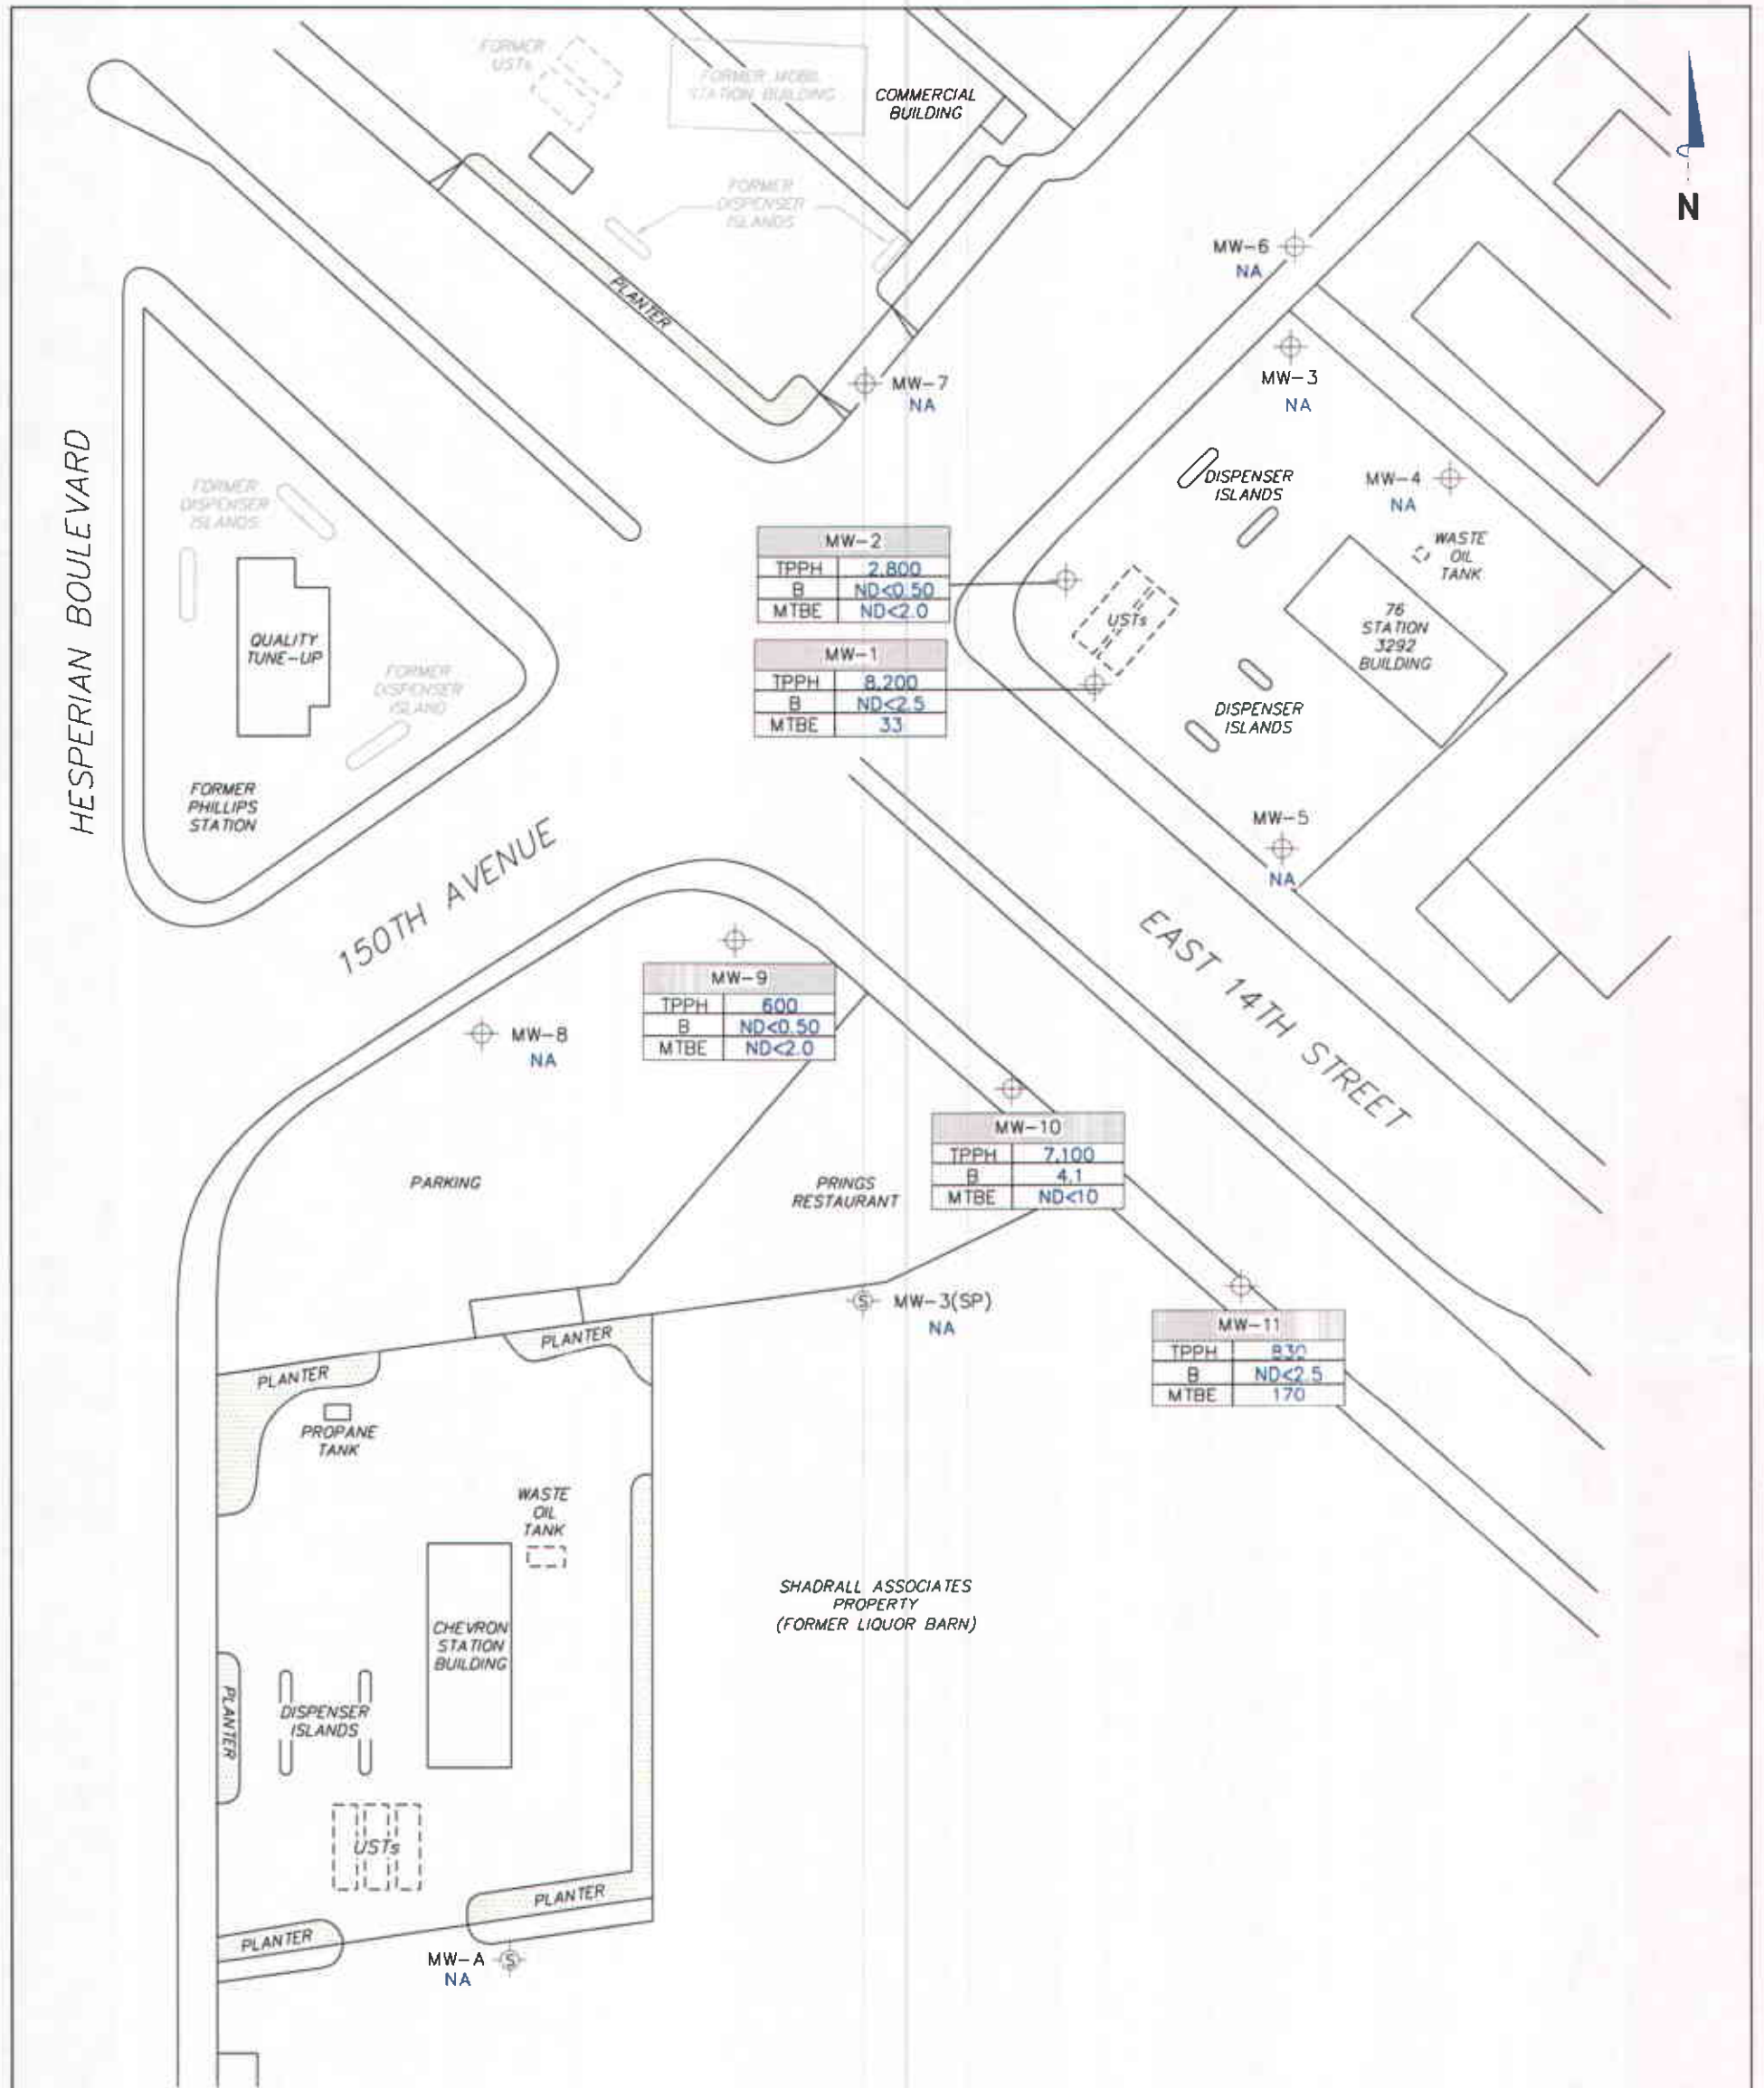 FORMER
USTs
FORMER MOBIL
STATION BUILDING
COMMERCIAL
BUILDING
FORMER
DISPENSER
ISLANDS
PLANTER
N
MW-6
NA
MW-3
NA
MW-7
NA
HESPERIAN BOULEVARD
FORMER
DISPENSER
ISLANDS
QUALITY
TUNE-UP
FORMER
DISPENSER
ISLAND
FORMER
PHILLIPS
STATION
DISPENSER
ISLANDS
MW-4
NA
WASTE
OIL
TANK
MW-2
TPPH 2,800
B ND<0.50
MTBE ND<2.0
USTs
76
STATION
3292
BUILDING
MW-1
TPPH 8,200
B ND<2.5
MTBE 33
DISPENSER
ISLANDS
MW-5
NA
150TH AVENUE
EAST 14TH STREET
MW-9
TPPH 600
B ND<0.50
MTBE ND<2.0
MW-8
NA
MW-10
TPPH 7,100
B 4.1
MTBE ND<10
PARKING
PRINGS
RESTAURANT
S MW-3(SP)
NA
MW-11
TPPH 830
B ND<2.5
MTBE 170
PLANTER
PLANTER
PROPANE
TANK
WASTE
OIL
TANK
SHADRALL ASSOCIATES
PROPERTY
(FORMER LIQUOR BARN)
CHEVRON
STATION
BUILDING
PLANTER
DISPENSER
ISLANDS
USTs
PLANTER
PLANTER
MW-A S
NA